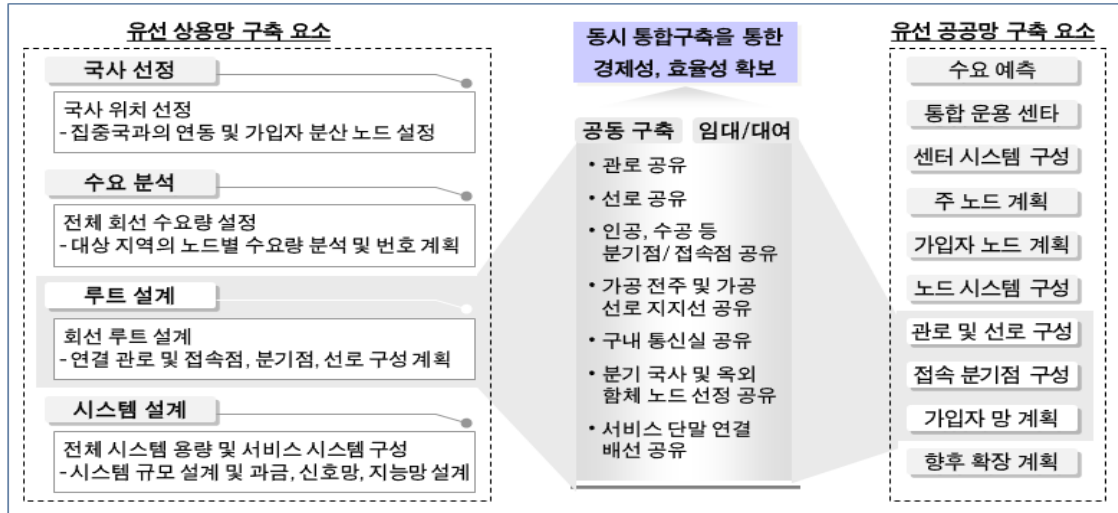 유선 상용망 구축 요소
국사 선정
국사 위치 선정
-집중국과의 연동 및 가입자 분산 노드 설정
수요 분석
전체 회선 수요량 설정
-대상 지역의 노드별 수요량 분석 및 번호 계획
루트 설계
회선 루트 설계
-연결 관로 및 접속점, 분기점, 선로 구성 계획
시스템 설계
전체 시스템 용량 및 서비스 시스템 구성
-시스템 규모 설계 및 과금, 신호망, 지능망 설계
동시 통합구축을 통한
경제성, 효율성 확보
공동 구축 임대/대여
• 관로 공유
• 선로 공유
• 인공, 수공 등
분기점/ 접속점 공유
• 가공 전주 및 가공
선로 지지선 공유
• 구내 통신실 공유
• 분기 국사 및 옥외
함체 노드 선정 공유
• 서비스 단말 연결
배선 공유
유선 공공망 구축 요소
수요 예측
통합 운용 센타
센터 시스템 구성
주 노드 계획
가입자 노드 계획
노드 시스템 구성
관로 및 선로 구성
접속 분기점 구성
가입자 망 계획
향후 확장 계획